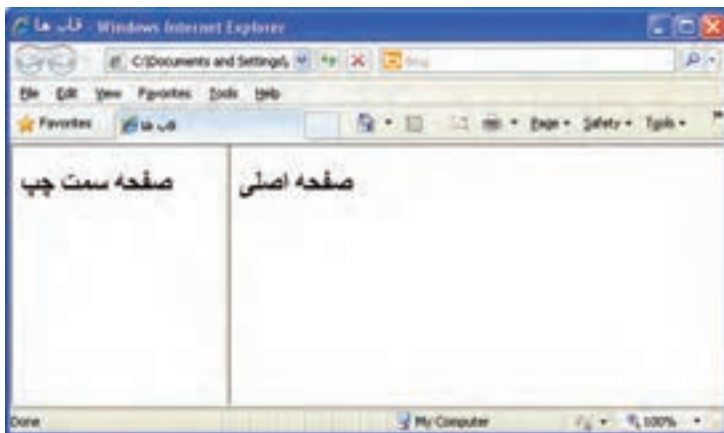 قاب ها - Windows Internet Explorer
C:\Documents and Settings\
Bing
File Edit View Favorites Tools Help
Favorites قاب ها Page Safety Tools
صفحه سمت چپ
صفحه اصلی
Done My Computer 100%